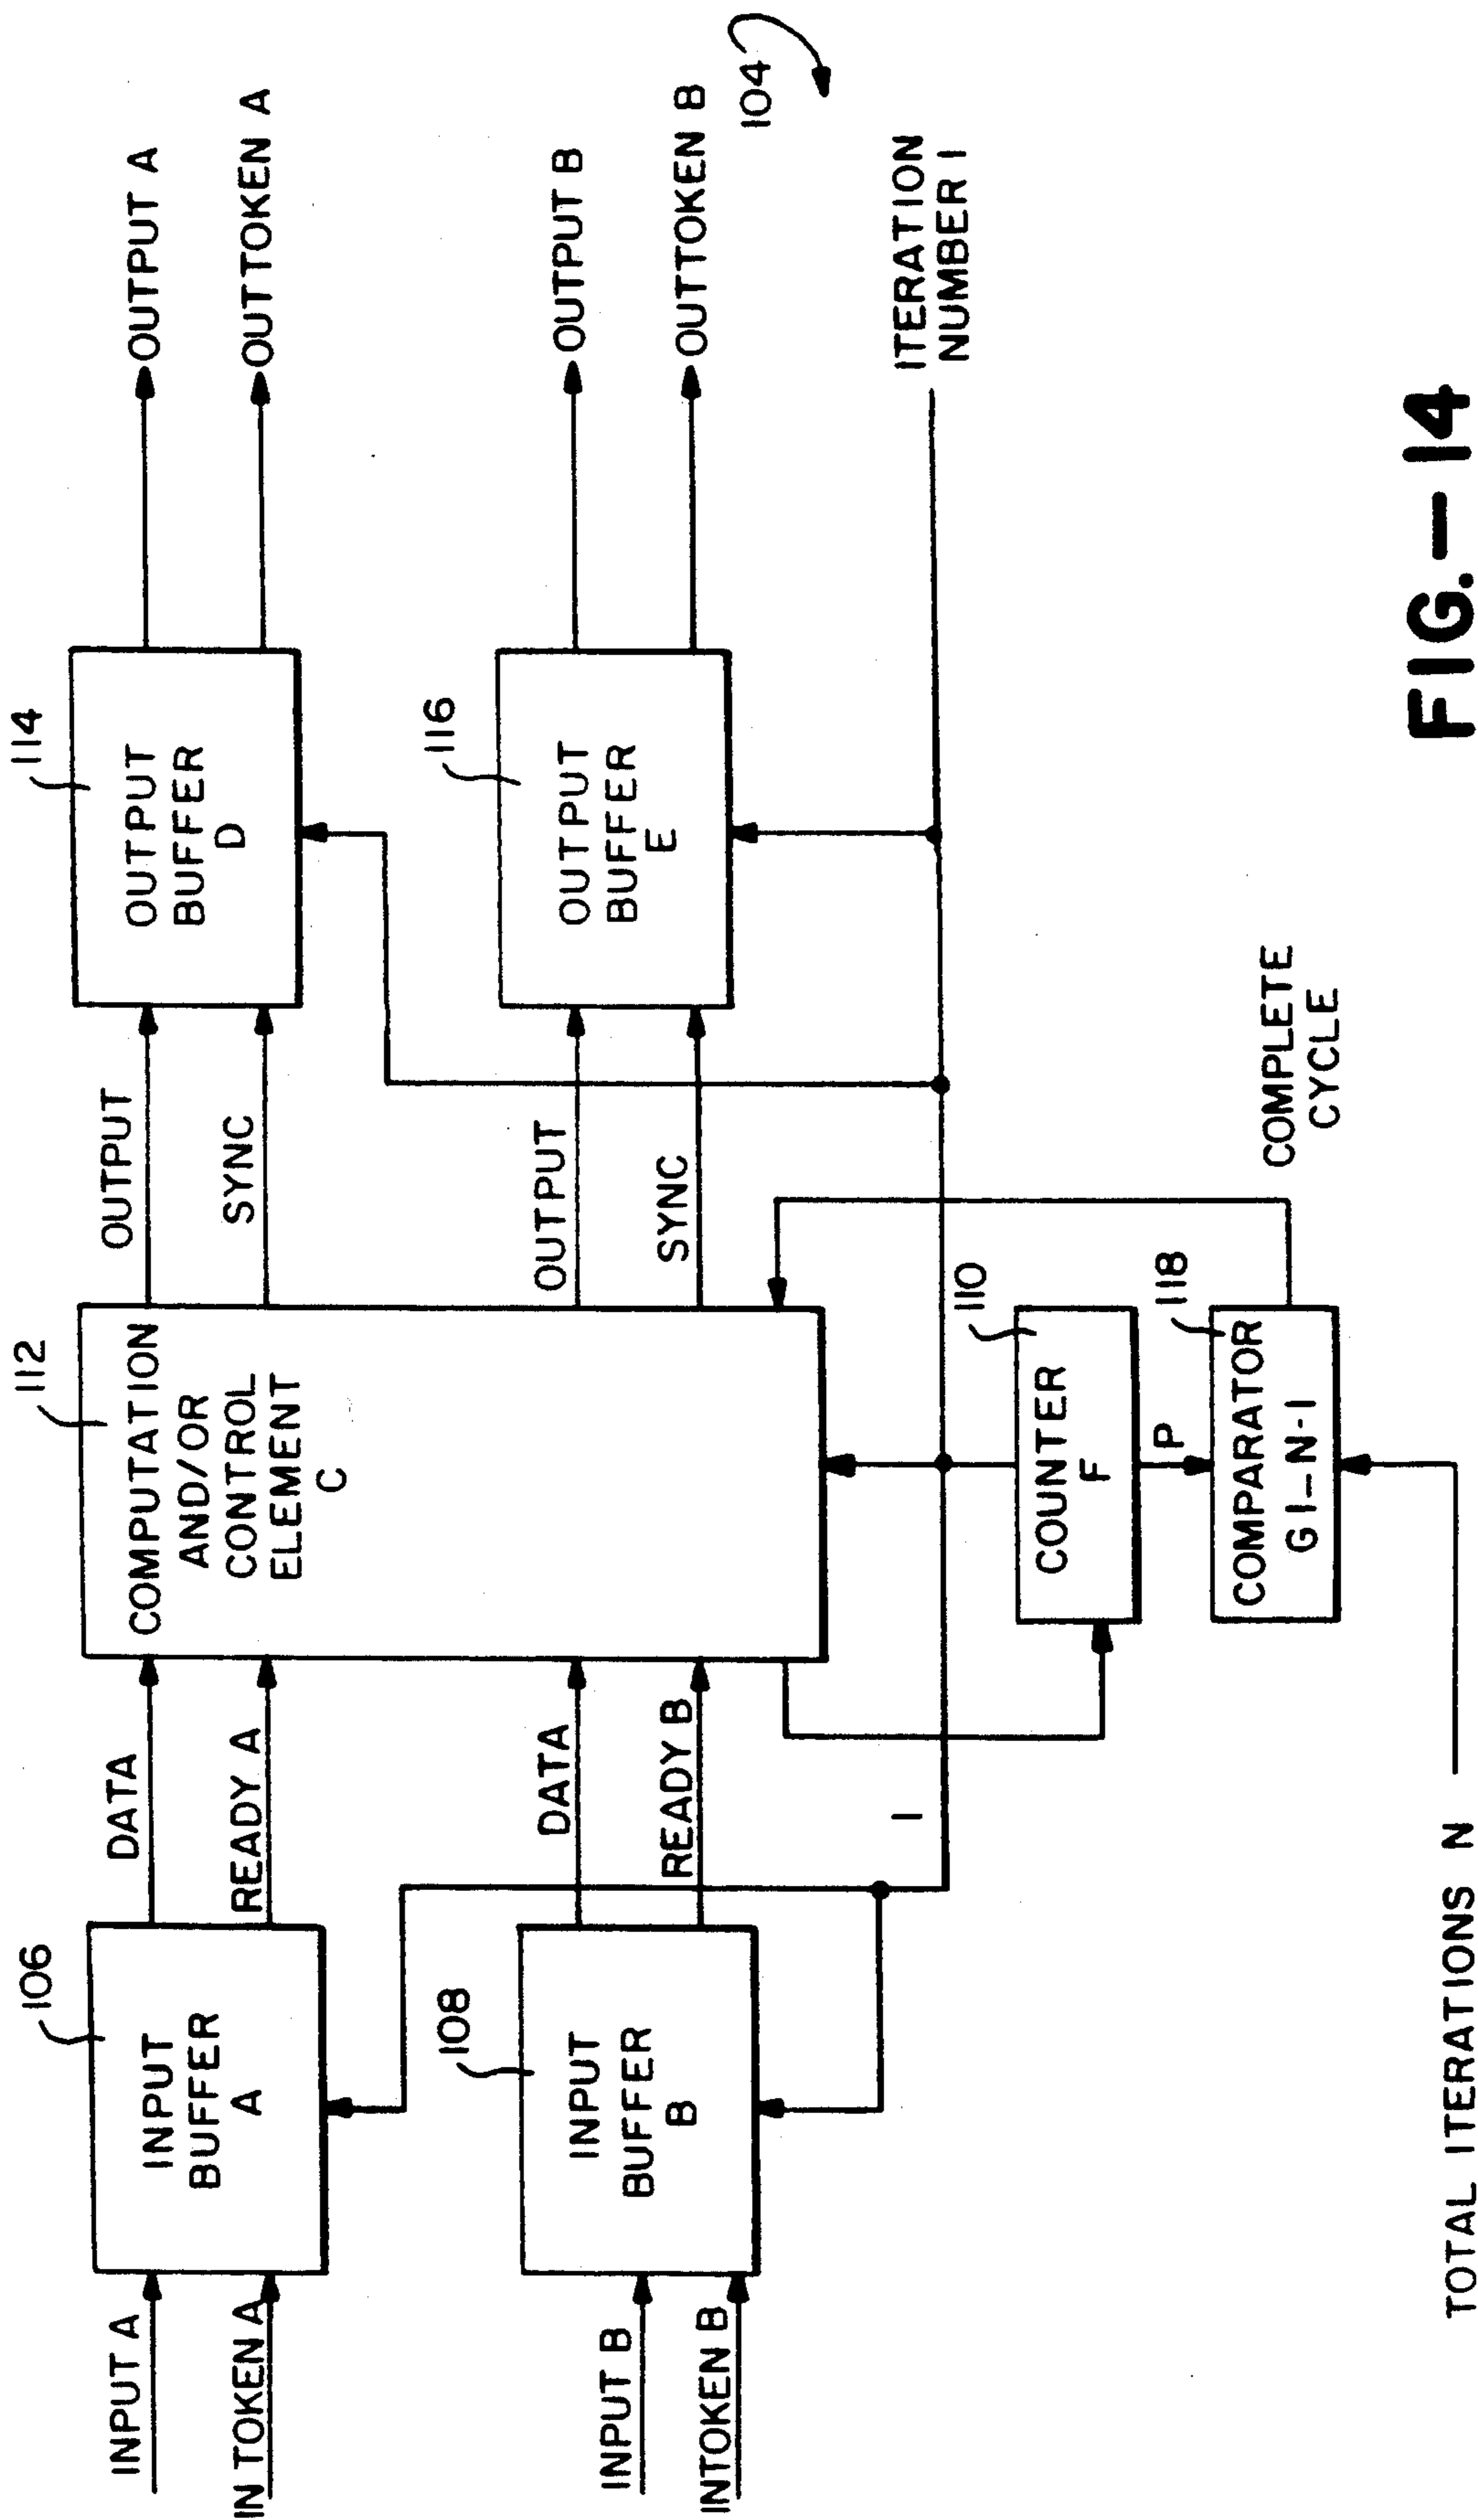 INPUT A
IN TOKEN A
INPUT B
INTOKEN B
106
INPUT
BUFFER
A
108
INPUT
BUFFER
B
DATA
READY A
DATA
READY B
I
112
COMPUTATION
AND/OR
CONTROL
ELEMENT
C
OUTPUT
SYNC
OUTPUT
SYNC
114
OUTPUT
BUFFER
D
116
OUTPUT
BUFFER
E
OUTPUT A
OUT TOKEN A
OUTPUT B
OUTTOKEN B
104
ITERATION
NUMBER I
110
COUNTER
F
P
118
COMPARATOR
G I-N-I
COMPLETE
CYCLE
TOTAL ITERATIONS N
FIG.-14